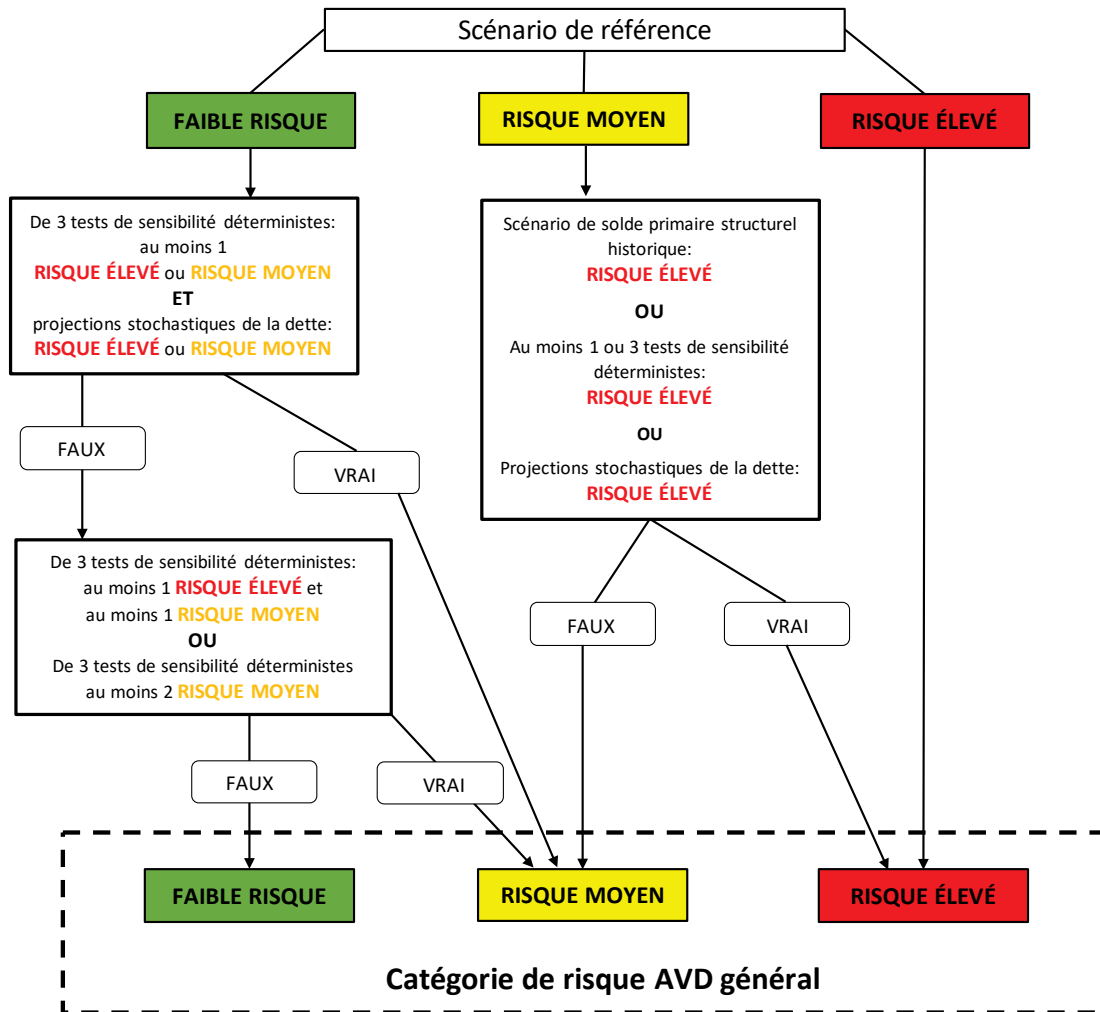 Scénario de référence
FAIBLE RISQUE
RISQUE MOYEN
RISQUE ÉLEVÉ
De 3 tests de sensibilité déterministes:
au moins 1
RISQUE ÉLEVÉ ou RISQUE MOYEN
ET
projections stochastiques de la dette:
RISQUE ÉLEVÉ ou RISQUE MOYEN
Scénario de solde primaire structurel
historique:
RISQUE ÉLEVÉ
OU
Au moins 1 ou 3 tests de sensibilité
déterministes:
RISQUE ÉLEVÉ
OU
Projections stochastiques de la dette:
RISQUE ÉLEVÉ
FAUX
VRAI
De 3 tests de sensibilité déterministes:
au moins 1 RISQUE ÉLEVÉ et
au moins 1 RISQUE MOYEN
OU
De 3 tests de sensibilité déterministes
au moins 2 RISQUE MOYEN
FAUX
VRAI
FAUX
VRAI
FAIBLE RISQUE
RISQUE MOYEN
RISQUE ÉLEVÉ
Catégorie de risque AVD général